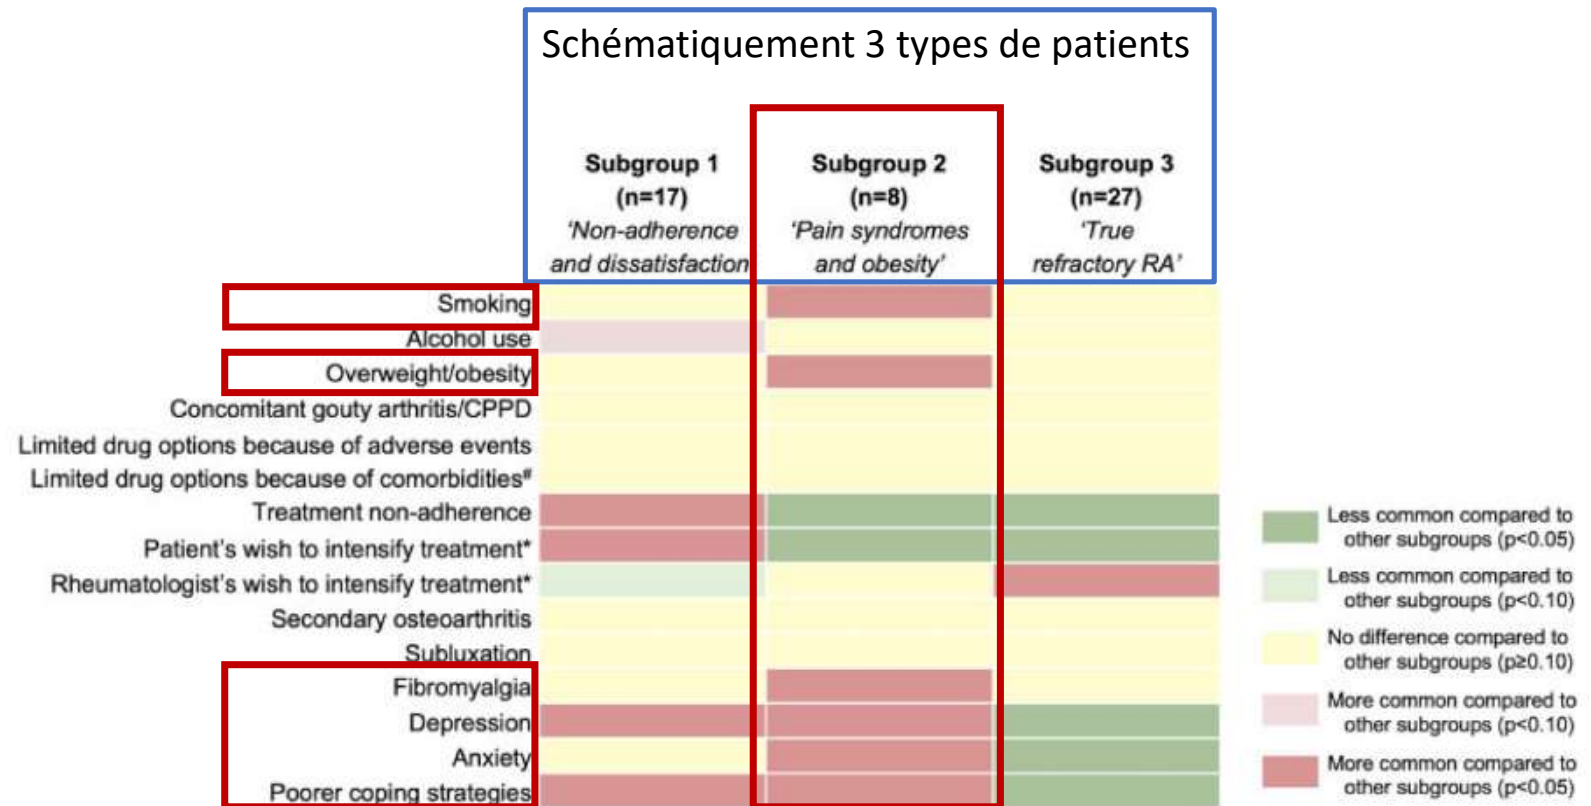 Schématiquement 3 types de patients
Subgroup 1
(n=17)
'Non-adherence
and dissatisfaction
Subgroup 2
(n=8)
'Pain syndromes
and obesity'
Subgroup 3
(n=27)
'True
refractory RA'
Smoking
Alcohol use
Overweight/obesity
Concomitant gouty arthritis/CPPD
Limited drug options because of adverse events
Limited drug options because of comorbidities#
Treatment non-adherence
Patient's wish to intensify treatment*
Rheumatologist's wish to intensify treatment*
Secondary osteoarthritis
Subluxation
Fibromyalgia
Depression
Anxiety
Poorer coping strategies
Less common compared to
other subgroups (p<0.05)
Less common compared to
other subgroups (p<0.10)
No difference compared to
other subgroups (p≥0.10)
More common compared to
other subgroups (p<0.10)
More common compared to
other subgroups (p<0.05)